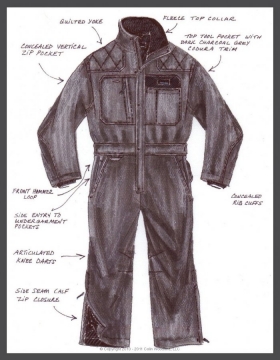 QUILTED YOKE
FLEECE TOP COLLAR
CONCEALED VERTICAL
ZIP POCKET
TOP TOOL POCKET WITH
DARK CHARCOAL GREY
CODURA TRIM
FRONT HAMMER
LOOP
CONCEALED
RIB CUFFS
SIDE ENTRY TO
UNDERGARMENT
POCKETS
ARTICULATED
KNEE DARTS
SIDE SEAM CALF
ZIP CLOSURE